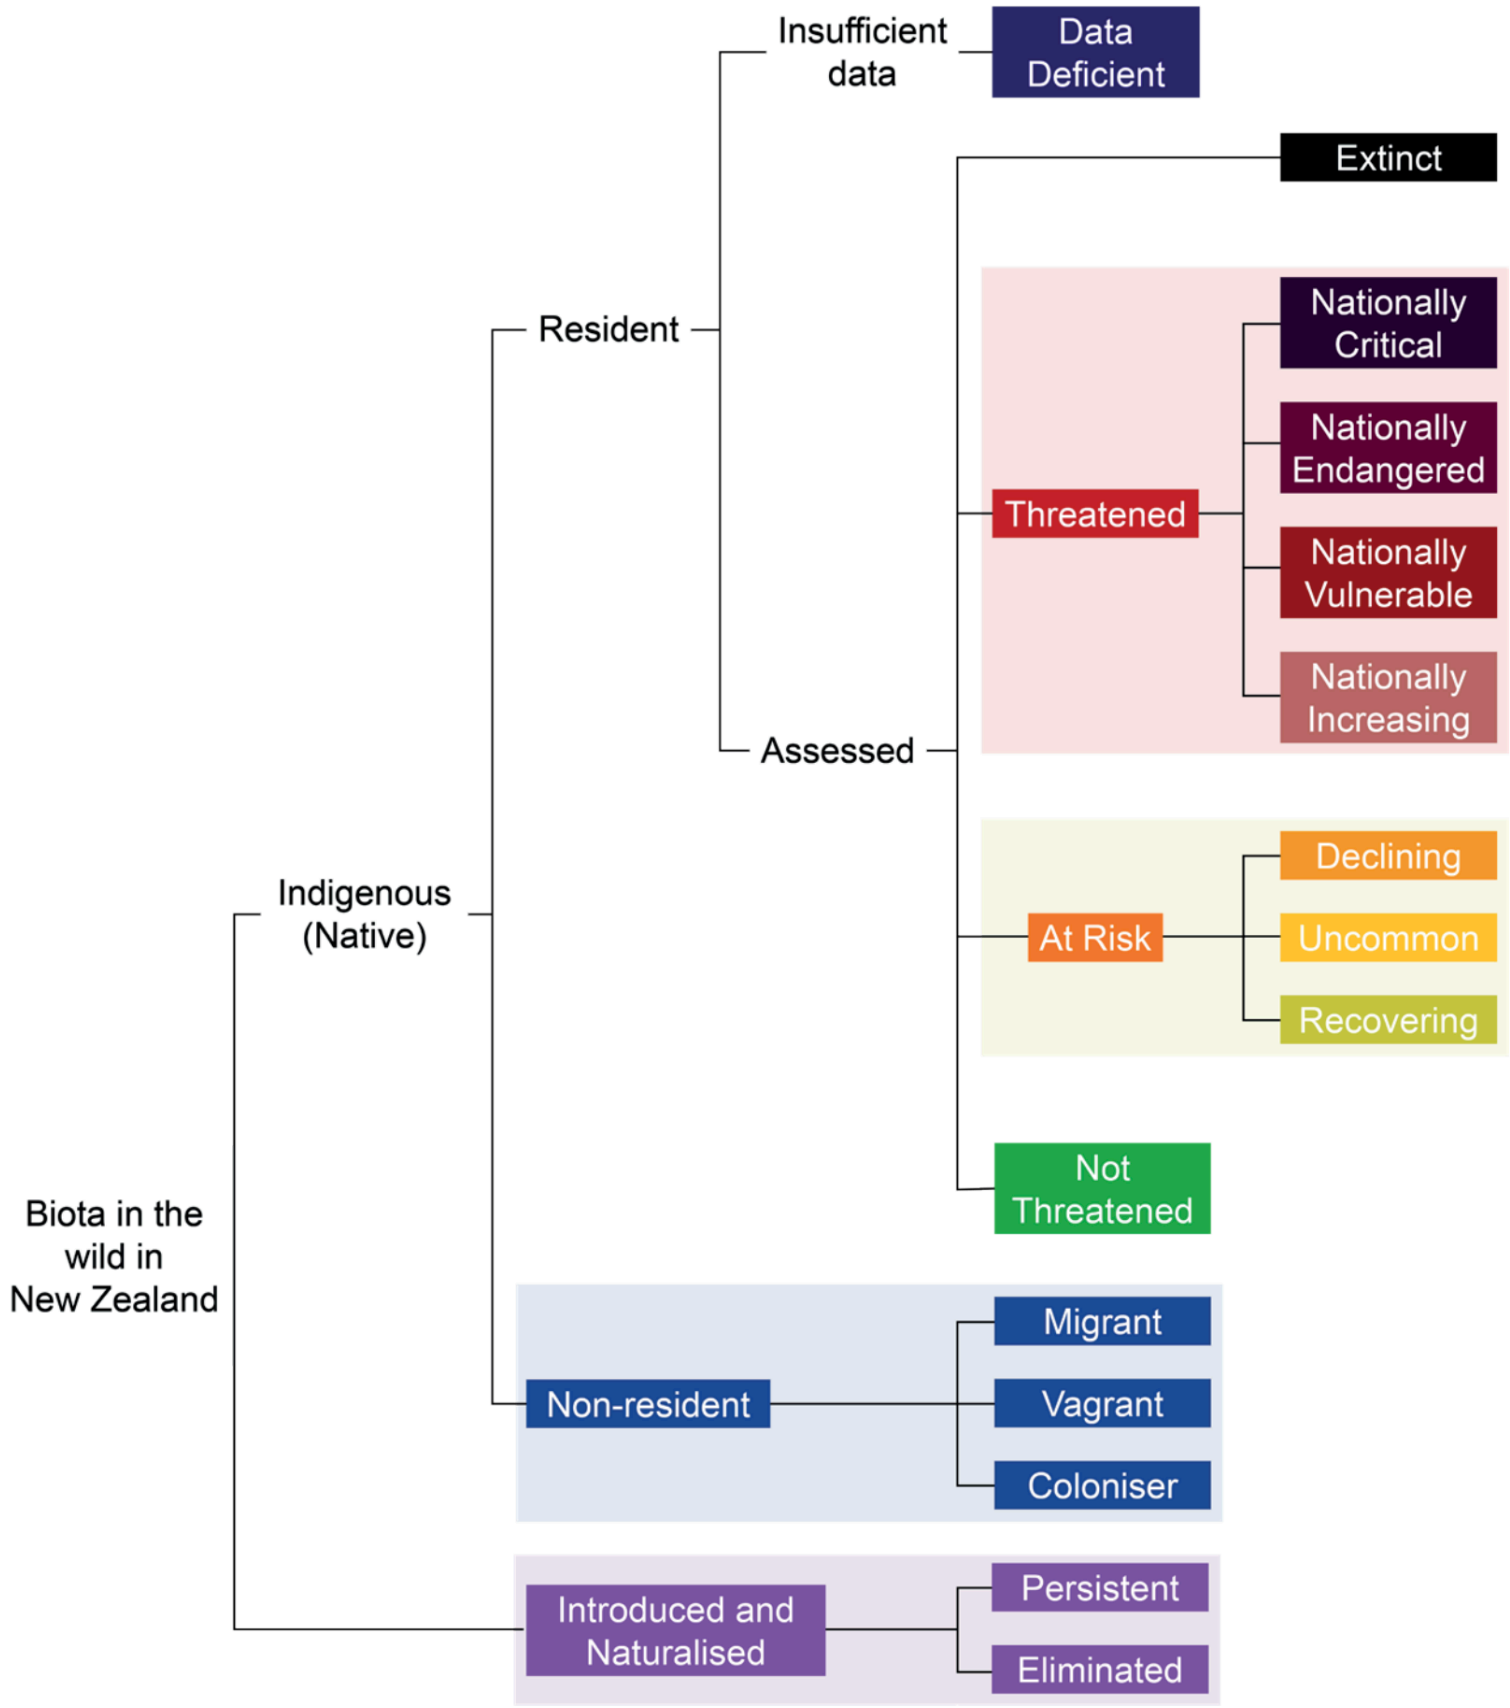 Insufficient
data
Data
Deficient
Extinct
Resident
Nationally
Critical
Nationally
Endangered
Threatened
Nationally
Vulnerable
Nationally
Increasing
Assessed
Indigenous
(Native)
Declining
At Risk
Uncommon
Recovering
Not
Threatened
Biota in the
wild in
New Zealand
Migrant
Non-resident
Vagrant
Coloniser
Introduced and
Naturalised
Persistent
Eliminated